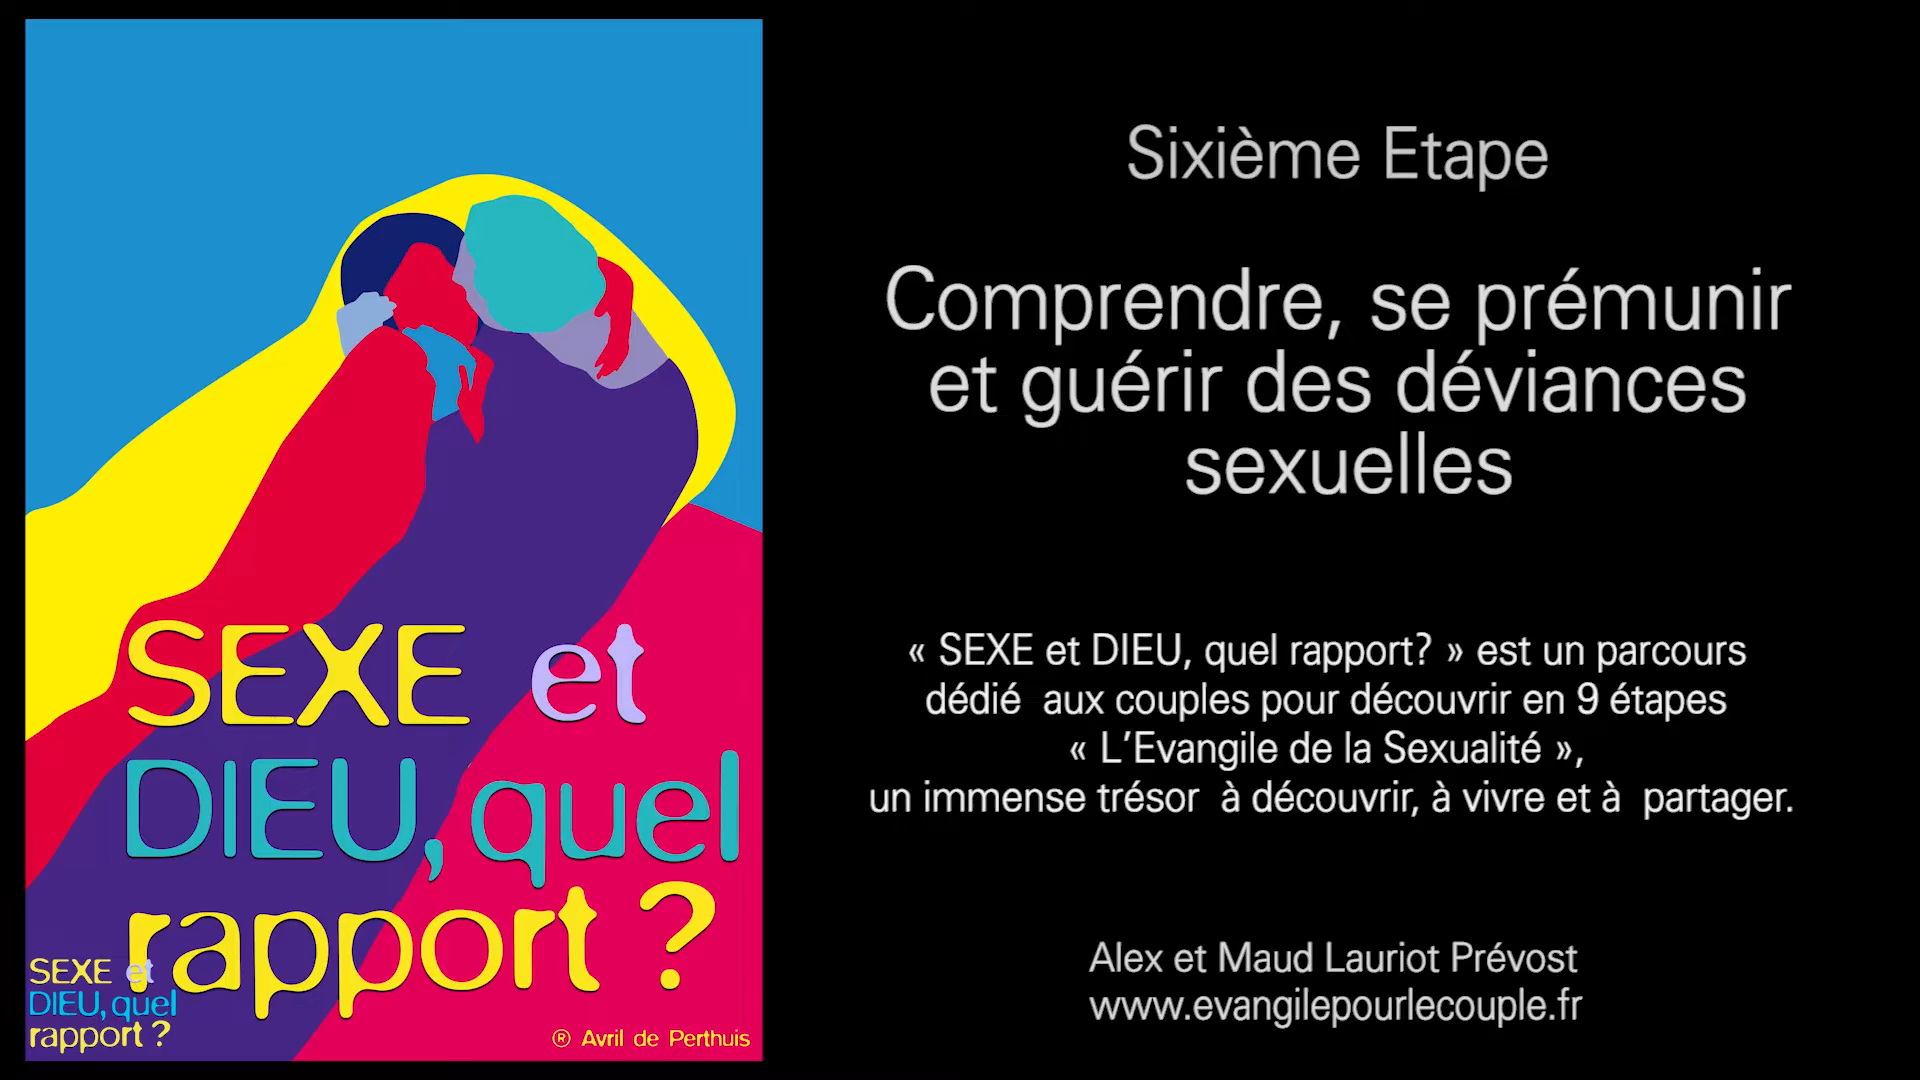 SEXE et
DIEU, quel
rapport ?
SEXE et
DIEU, quel
rapport ?
® Avril de Perthuis
Sixième Etape
Comprendre, se prémunir
et guérir des déviances
sexuelles
« SEXE et DIEU, quel rapport? » est un parcours
dédié aux couples pour découvrir en 9 étapes
« L’Evangile de la Sexualité »,
un immense trésor à découvrir, à vivre et à partager.
Alex et Maud Lauriot Prévost
www.evangilepourlecouple.fr